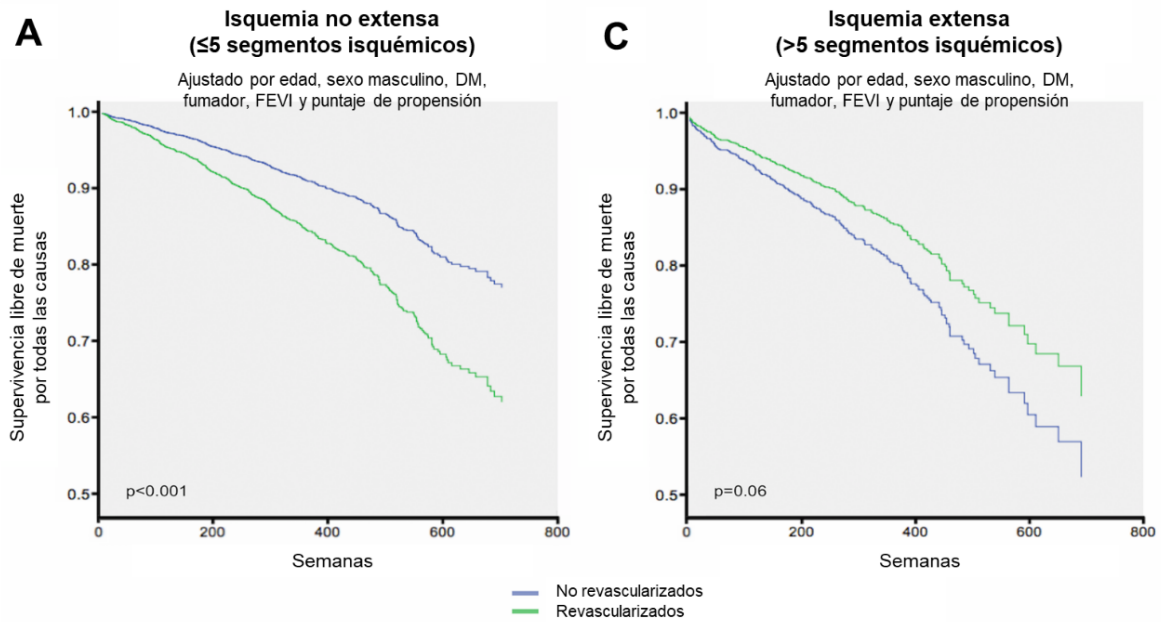 A
Isquemia no extensa
(≤5 segmentos isquémicos)
Ajustado por edad, sexo masculino, DM,
fumador, FEVI y puntaje de propensión
Supervivencia libre de muerte
por todas las causas
1.0
0.9
0.8
0.7
0.6
0.5
p<0.001
0
200
400
600
800
Semanas
C
Isquemia extensa
(>5 segmentos isquémicos)
Ajustado por edad, sexo masculino, DM,
fumador, FEVI y puntaje de propensión
Supervivencia libre de muerte
por todas las causas
1.0
0.9
0.8
0.7
0.6
0.5
p=0.06
0
200
400
600
800
Semanas
No revascularizados
Revascularizados